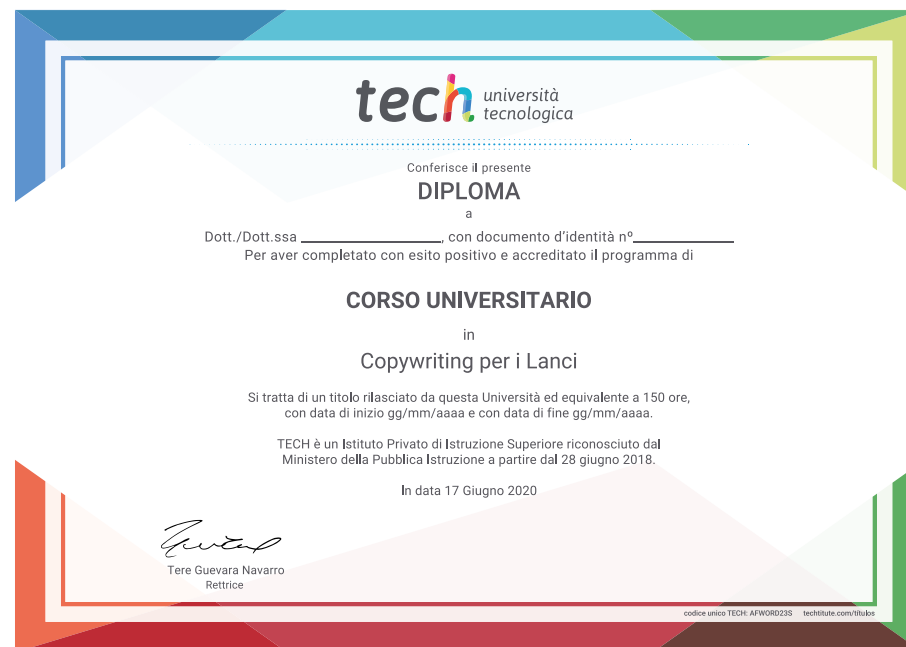 tech università
tecnologica
Conferisce il presente
DIPLOMA
a
Dott./Dott.ssa ____________________, con documento d'identità nº______________
Per aver completato con esito positivo e accreditato il programma di
CORSO UNIVERSITARIO
in
Copywriting per i Lanci
Si tratta di un titolo rilasciato da questa Università ed equivalente a 150 ore,
con data di inizio gg/mm/aaaa e con data di fine gg/mm/aaaa.
TECH è un Istituto Privato di Istruzione Superiore riconosciuto dal
Ministero della Pubblica Istruzione a partire dal 28 giugno 2018.
In data 17 Giugno 2020
Tere Guevara Navarro
Rettrice
codice unico TECH: AFWORD23S techtitute.com/titulos